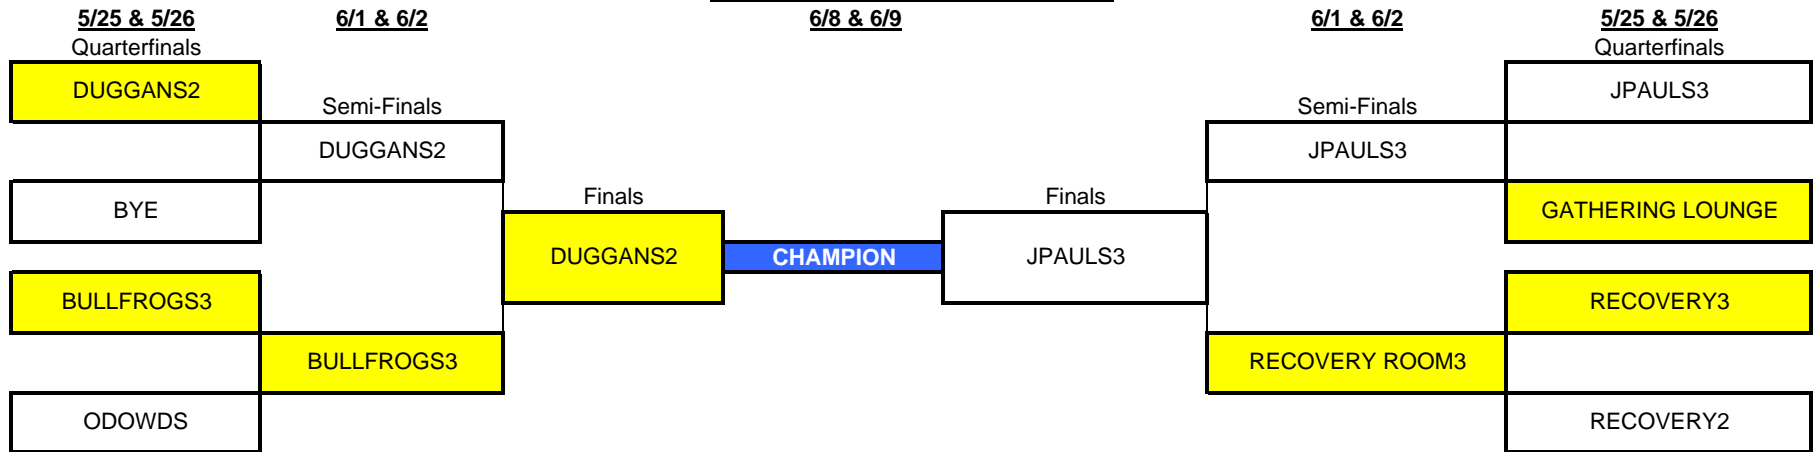 5/25 & 5/26 6/1 & 6/2 6/8 & 6/9 6/1 & 6/2 5/25 & 5/26
Quarterfinals Quarterfinals
DUGGANS2 JPAULS3
Semi-Finals Semi-Finals
DUGGANS2 JPAULS3
Finals Finals
BYE GATHERING LOUNGE
DUGGANS2 CHAMPION JPAULS3
BULLFROGS3 RECOVERY3
BULLFROGS3 RECOVERY ROOM3
ODOWDS RECOVERY2